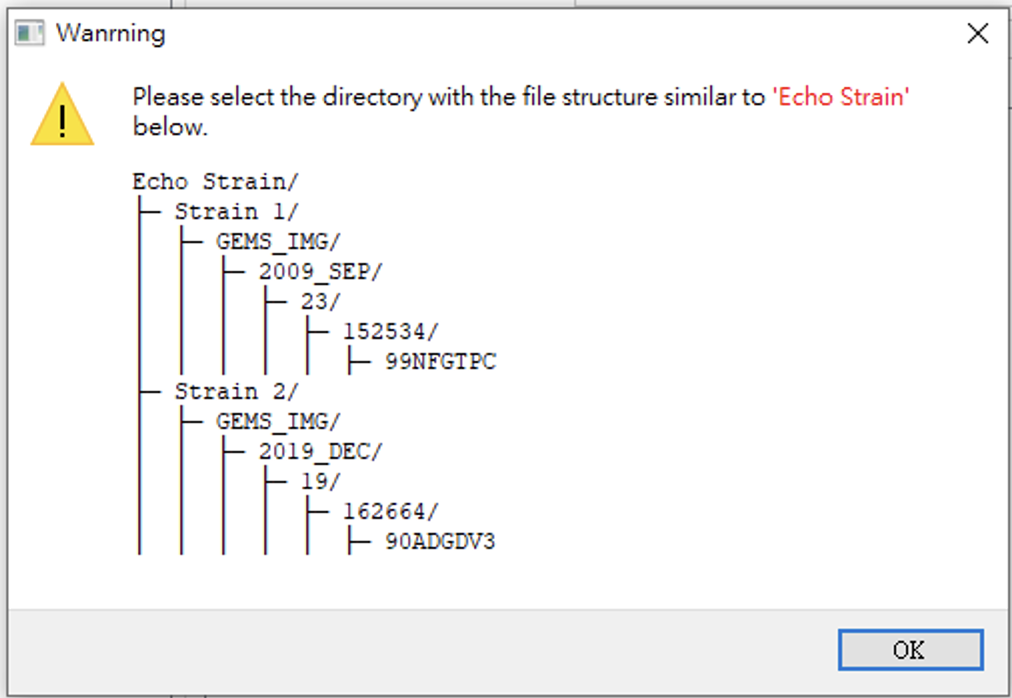 Wanrning
Please select the directory with the file structure similar to 'Echo Strain'
below.
Echo Strain/
├─ Strain 1/
│  ├─ GEMS_IMG/
│  │  ├─ 2009_SEP/
│  │  │  ├─ 23/
│  │  │  │  ├─ 152534/
│  │  │  │  │  ├─ 99NFGTPC
├─ Strain 2/
│  ├─ GEMS_IMG/
│  │  ├─ 2019_DEC/
│  │  │  ├─ 19/
│  │  │  │  ├─ 162664/
│  │  │  │  │  ├─ 90ADGDV3
OK